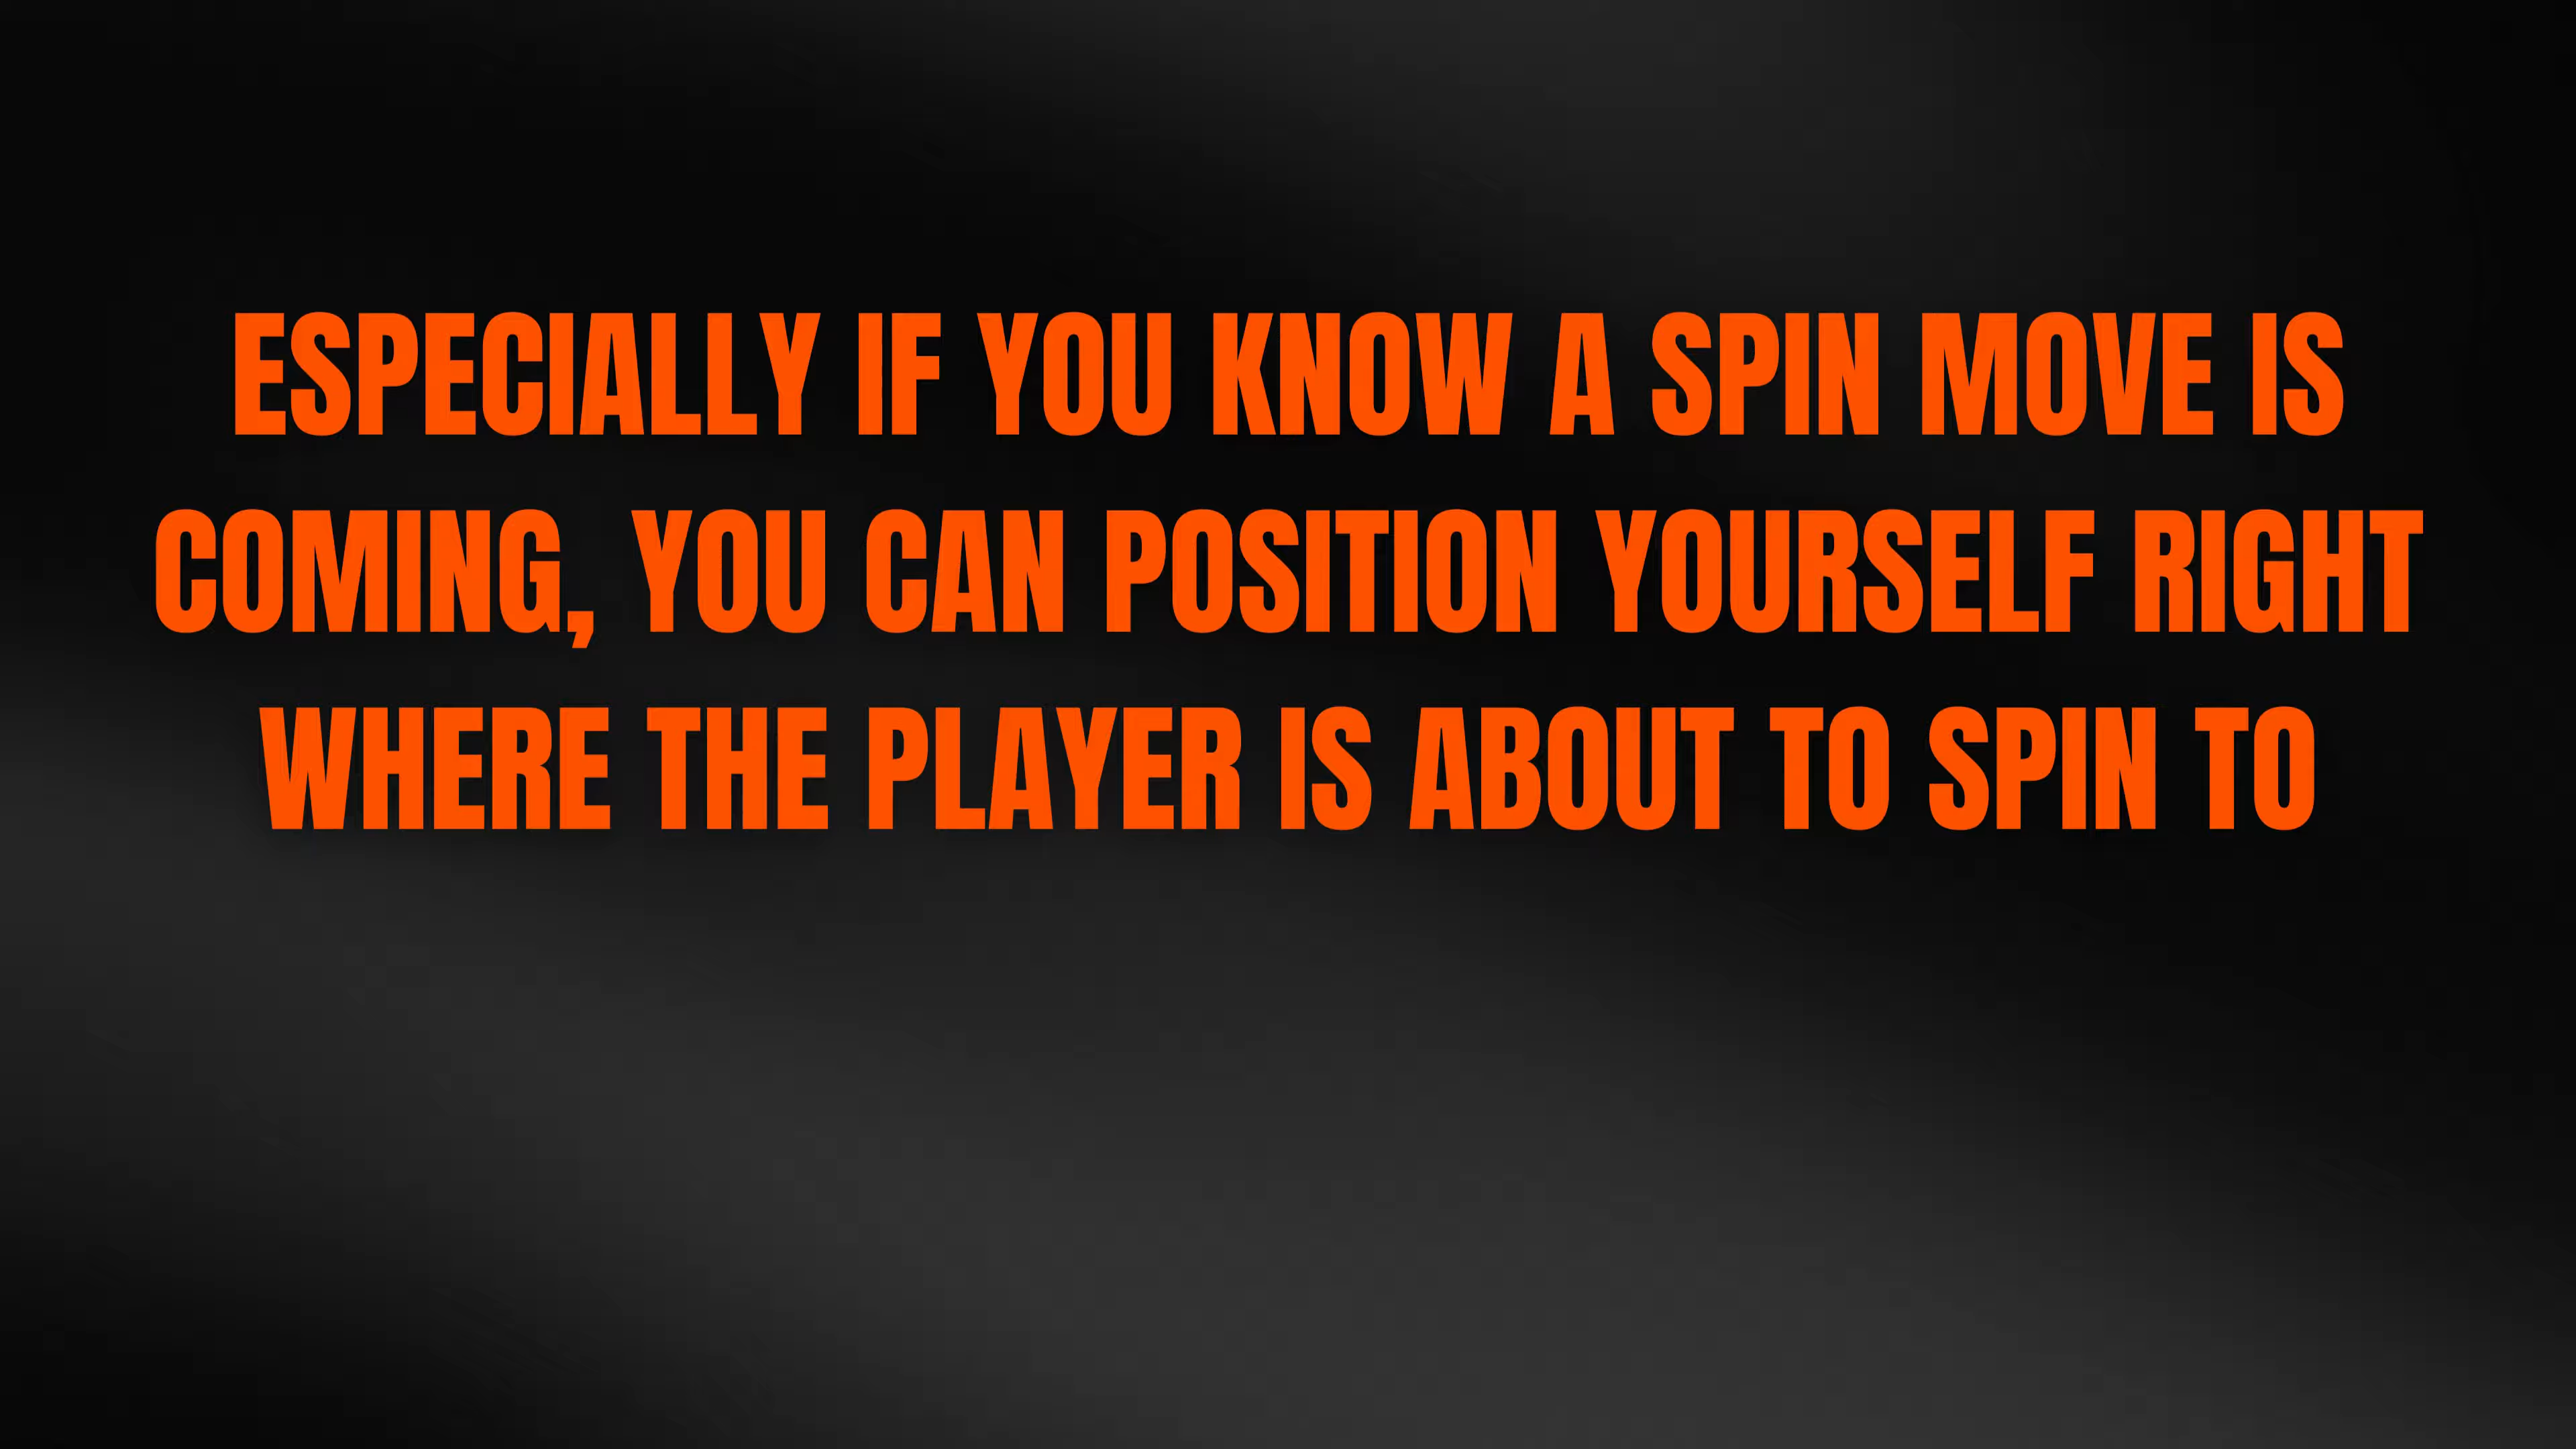 ESPECIALLY IF YOU KNOW A SPIN MOVE IS
COMING, YOU CAN POSITION YOURSELF RIGHT
WHERE THE PLAYER IS ABOUT TO SPIN TO